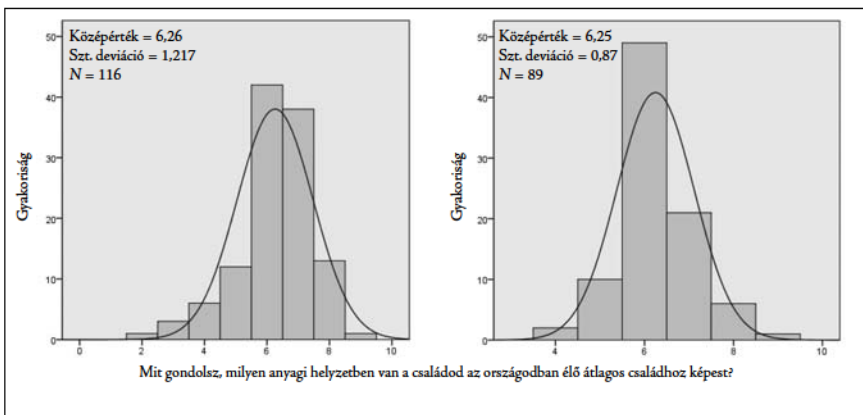 Középérték = 6,26
Szt. deviáció = 1,217
N = 116
50
40
30
20
10
0
Gyakoriság
0 2 4 6 8 10
Középérték = 6,25
Szt. deviáció = 0,87
N = 89
50
40
30
20
10
0
Gyakoriság
4 6 8 10
Mit gondolsz, milyen anyagi helyzetben van a családod az országodban élő átlagos családhoz képest?